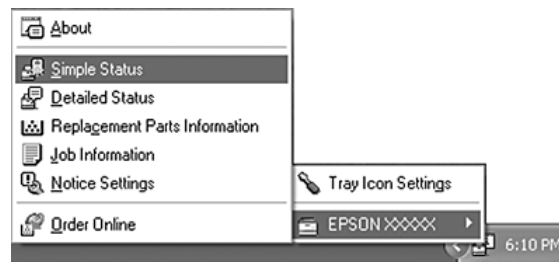 About
Simple Status
Detailed Status
Replacement Parts Information
Job Information
Notice Settings
Order Online
Tray Icon Settings
EPSON XXXXX
6:10 PM